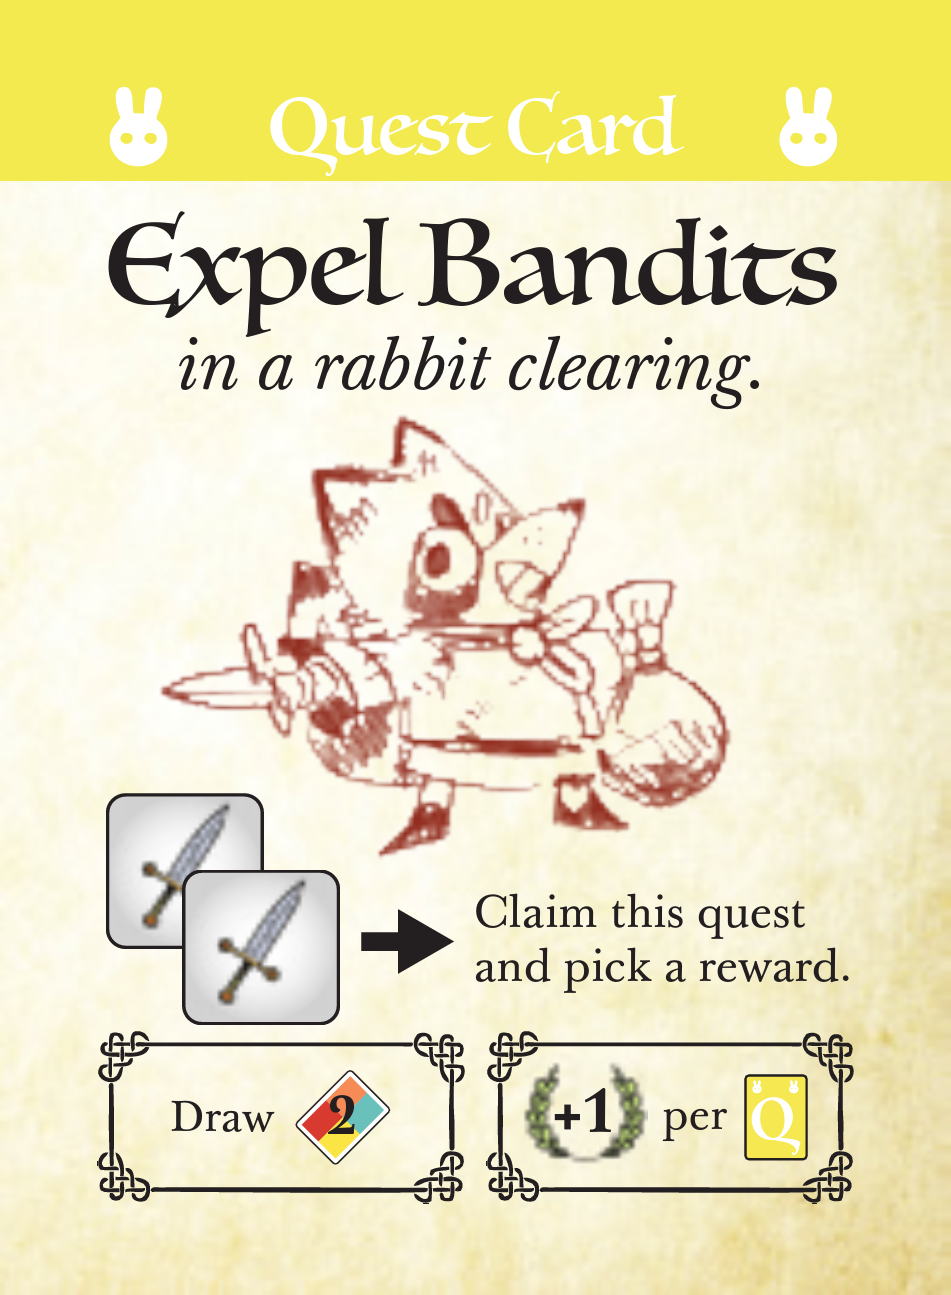 Quest Card
Expel Bandits
in a rabbit clearing.
Claim this quest
and pick a reward.
Draw 2
+1 per Q